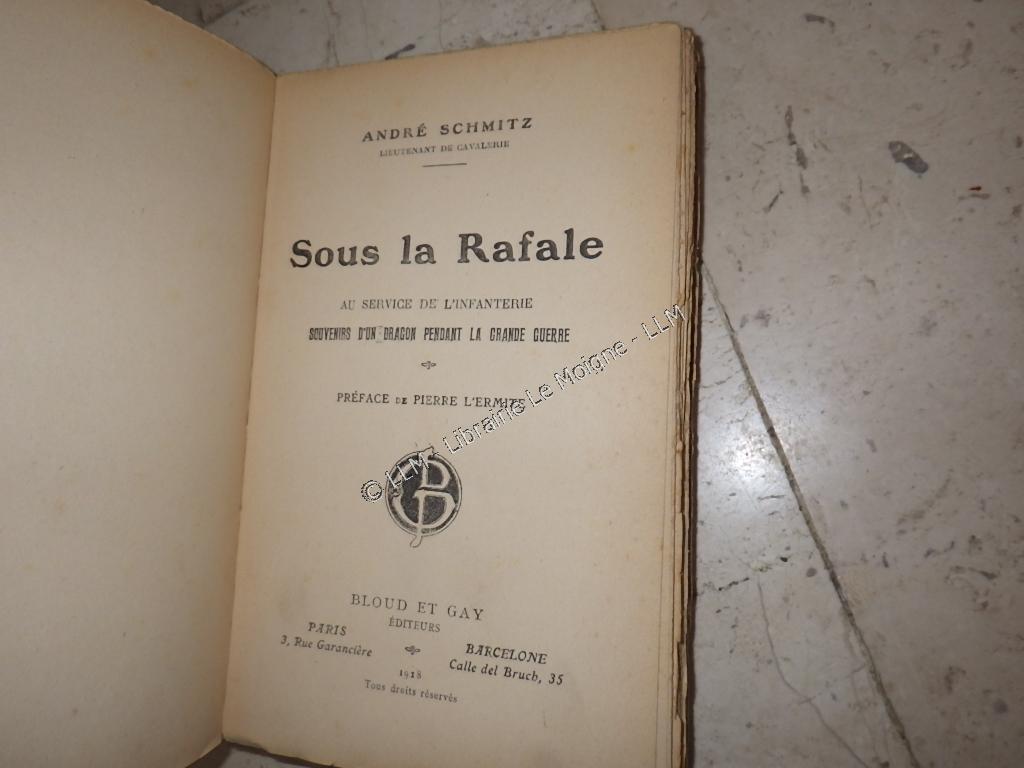 ANDRÉ SCHMITZ
LIEUTENANT DE CAVALERIE
Sous la Rafale
AU SERVICE DE L'INFANTERIE
SOUVENIRS D'UN DRAGON PENDANT LA GRANDE GUERRE
PRÉFACE DE PIERRE L'ERMITE
© LLM - Librairie Le Moigne - LLM
BLOUD ET GAY
ÉDITEURS
PARIS
3, Rue Garancière
BARCELONE
Calle del Bruch, 35
1918
Tous droits réservés